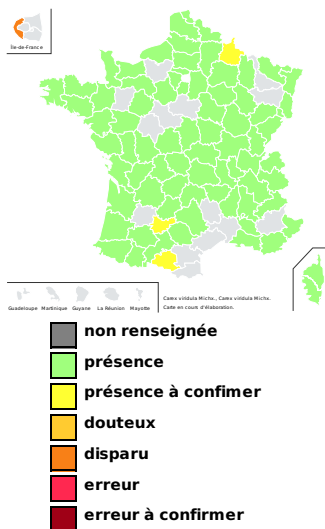 Île-de-France
Carex viridula Michx., Carex viridula Michx.
Carte en cours d'élaboration.
Guadeloupe Martinique Guyane La Réunion Mayotte
non renseignée
présence
présence à confimer
douteux
disparu
erreur
erreur à confirmer